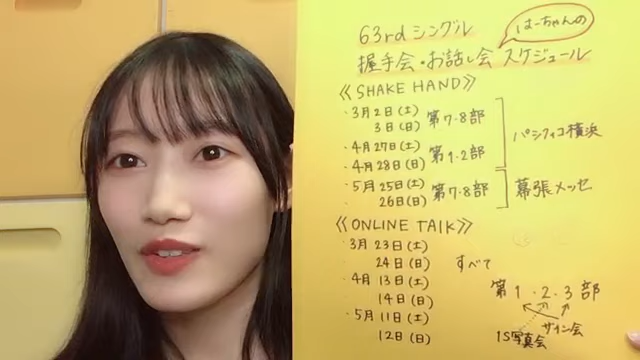 63rdシングル
はーちゃんの
握手会・お話し会 スケジュール
《SHAKE HAND》
・3月2日(土)
3日(日)
第7.8部
・4月27日(土)
・4月28日(日)
第1.2部
パシフィコ横浜
・5月25日(土)
26日(日)
第7.8部
幕張メッセ
《ONLINE TALK》
・3月23日(土)
24日(日)
すべて
・4月13日(土)
14日(日)
第1.2.3部
・5月11日(土)
12日(日)
1S写真会
サイン会